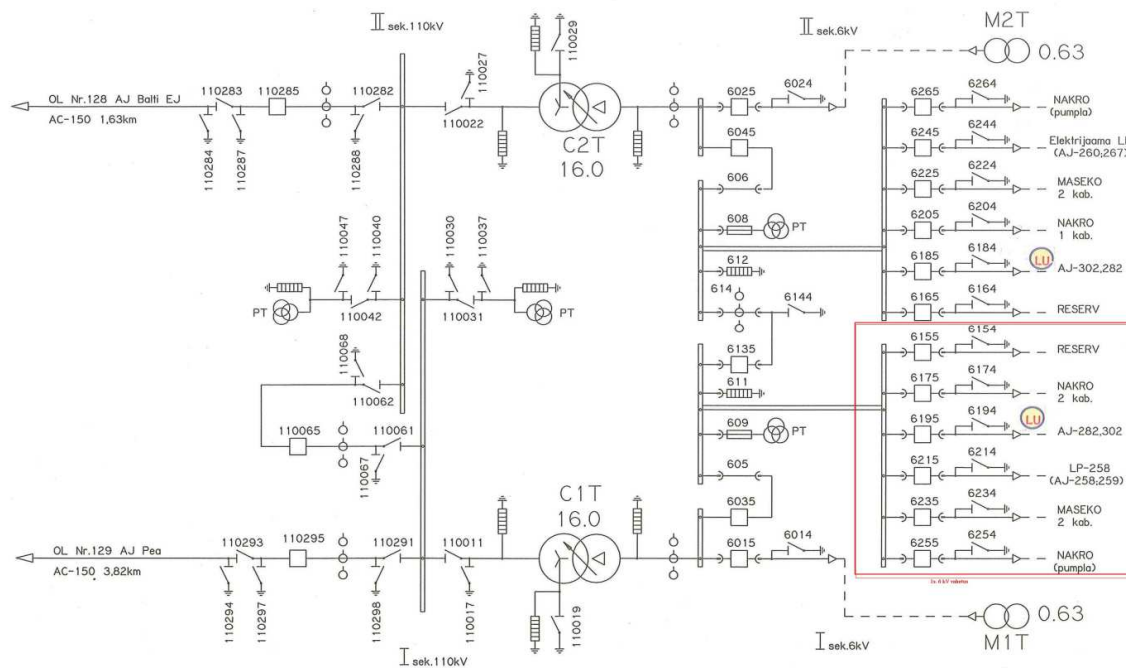 II sek.110kV
II sek.6kV
M2T
0.63
110029
110027
OL Nr.128 AJ Balti EJ
AC-150 1,63km
110283
110285
110282
110284
110287
110288
110022
C2T
16.0
6025
6024
6045
606
608
PT
612
614
6144
6135
611
609
PT
605
6035
6015
6014
6265
6264
NAKRO
(pumpla)
6245
6244
Elektrijaama LP
(AJ-260;267)
6225
6224
MASEKO
2 kab.
6205
6204
NAKRO
1 kab.
6185
6184
LU
AJ-302,282
6165
6164
RESERV
6155
6154
RESERV
6175
6174
NAKRO
2 kab.
6195
6194
LU
AJ-282,302
6215
6214
LP-258
(AJ-258;259)
6235
6234
MASEKO
2 kab.
6255
6254
NAKRO
(pumpla)
110047
110040
110030
110037
PT
110042
110031
PT
110068
110062
110065
110061
110067
C1T
16.0
OL Nr.129 AJ Pea
AC-150 3,82km
110293
110295
110291
110011
110294
110297
110298
110017
110019
I sek.110kV
I sek.6kV
M1T
0.63